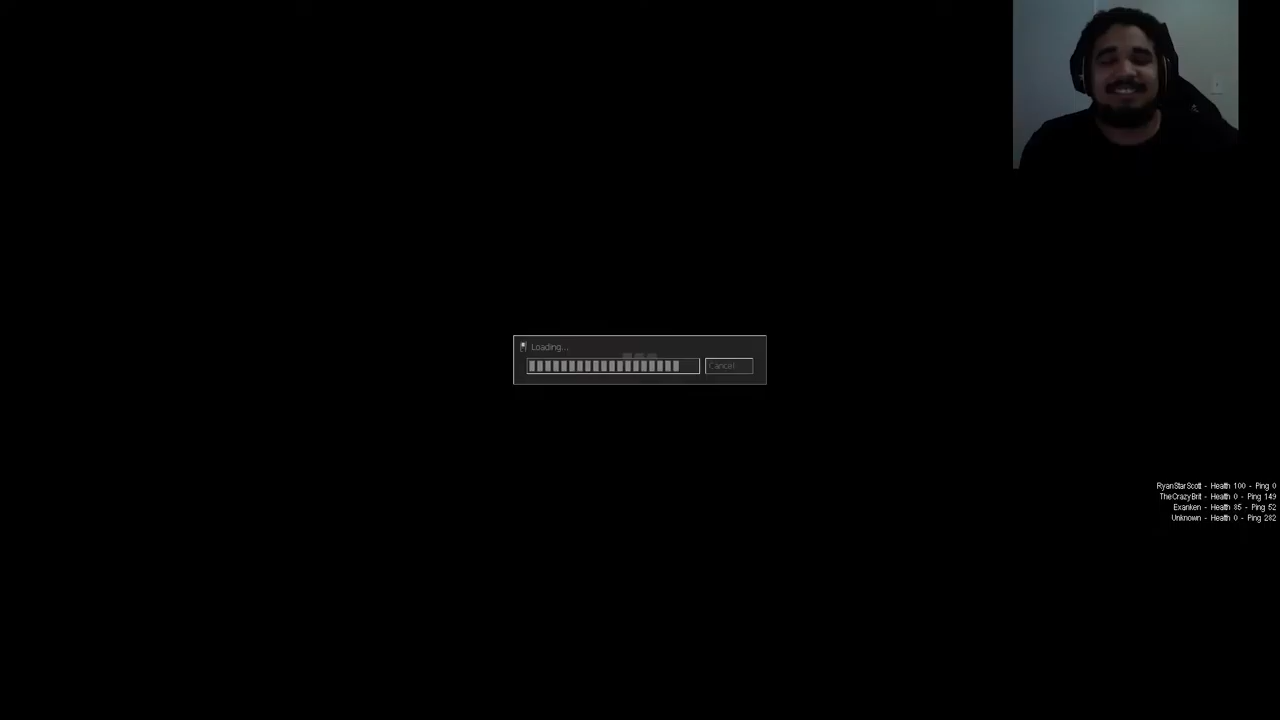 Loading...
Cancel
RyanStarScott - Health 100 - Ping 0
TheCrazyBrit - Health 0 - Ping 149
Exanken - Health 85 - Ping 52
Unknown - Health 0 - Ping 282